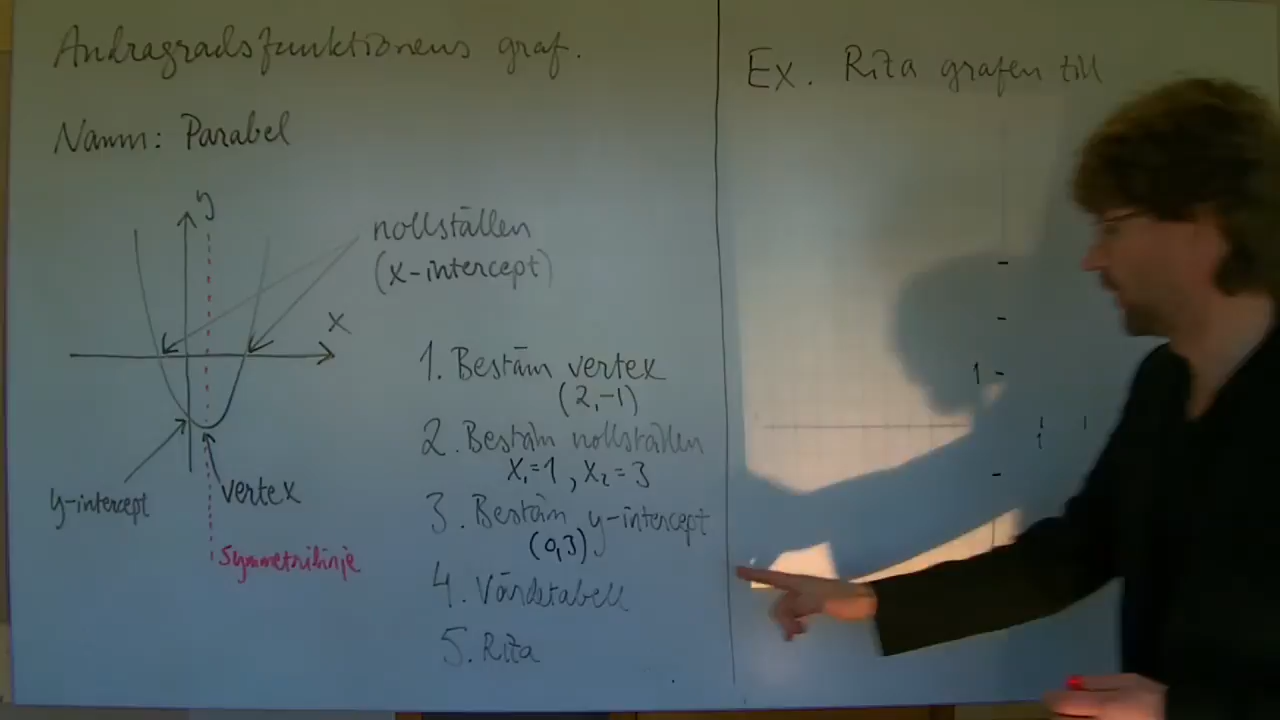 Andragradsfunktionens graf.
Namn: Parabel
y
nollställen
(x-intercept)
x
y-intercept
vertex
Symmetrilinje
1. Bestäm vertex
(2,-1)
2. Bestäm nollställen
x₁=1, x₂=3
3. Bestäm y-intercept
(0,3)
4. Värdetabell
5. Rita
Ex. Rita grafen till
1
1